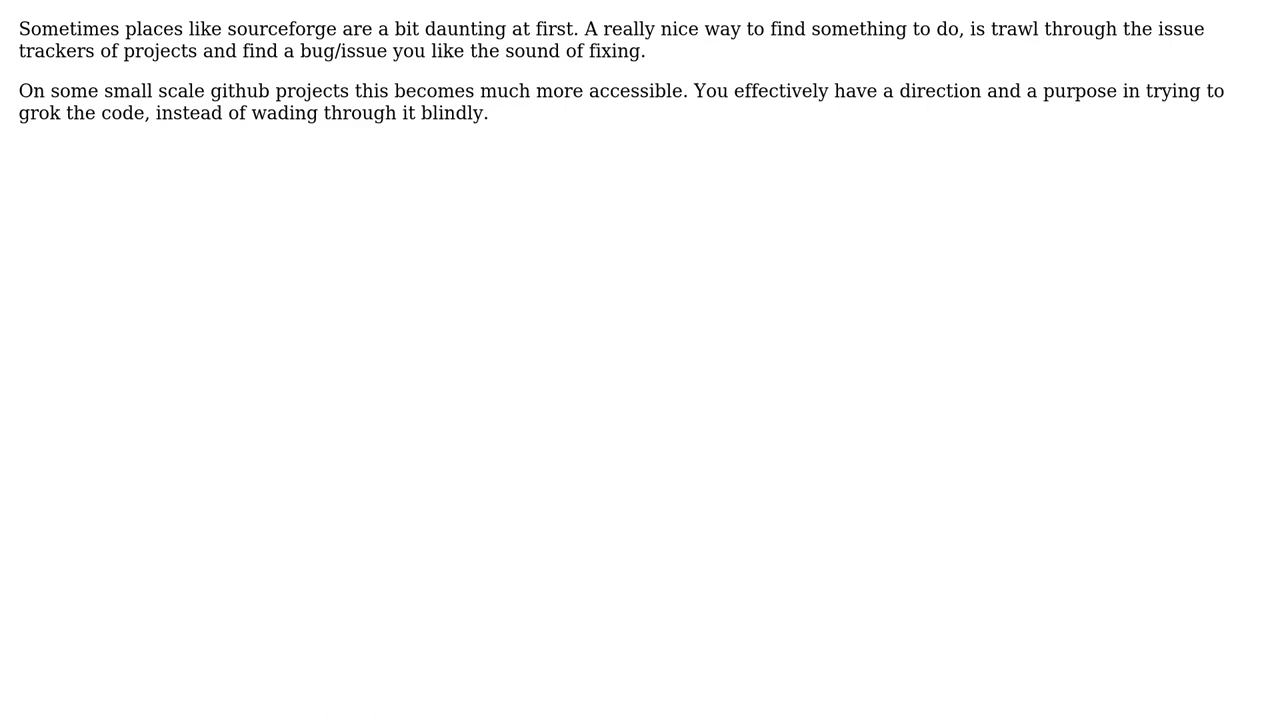 Sometimes places like sourceforge are a bit daunting at first. A really nice way to find something to do, is trawl through the issue
trackers of projects and find a bug/issue you like the sound of fixing.
On some small scale github projects this becomes much more accessible. You effectively have a direction and a purpose in trying to
grok the code, instead of wading through it blindly.